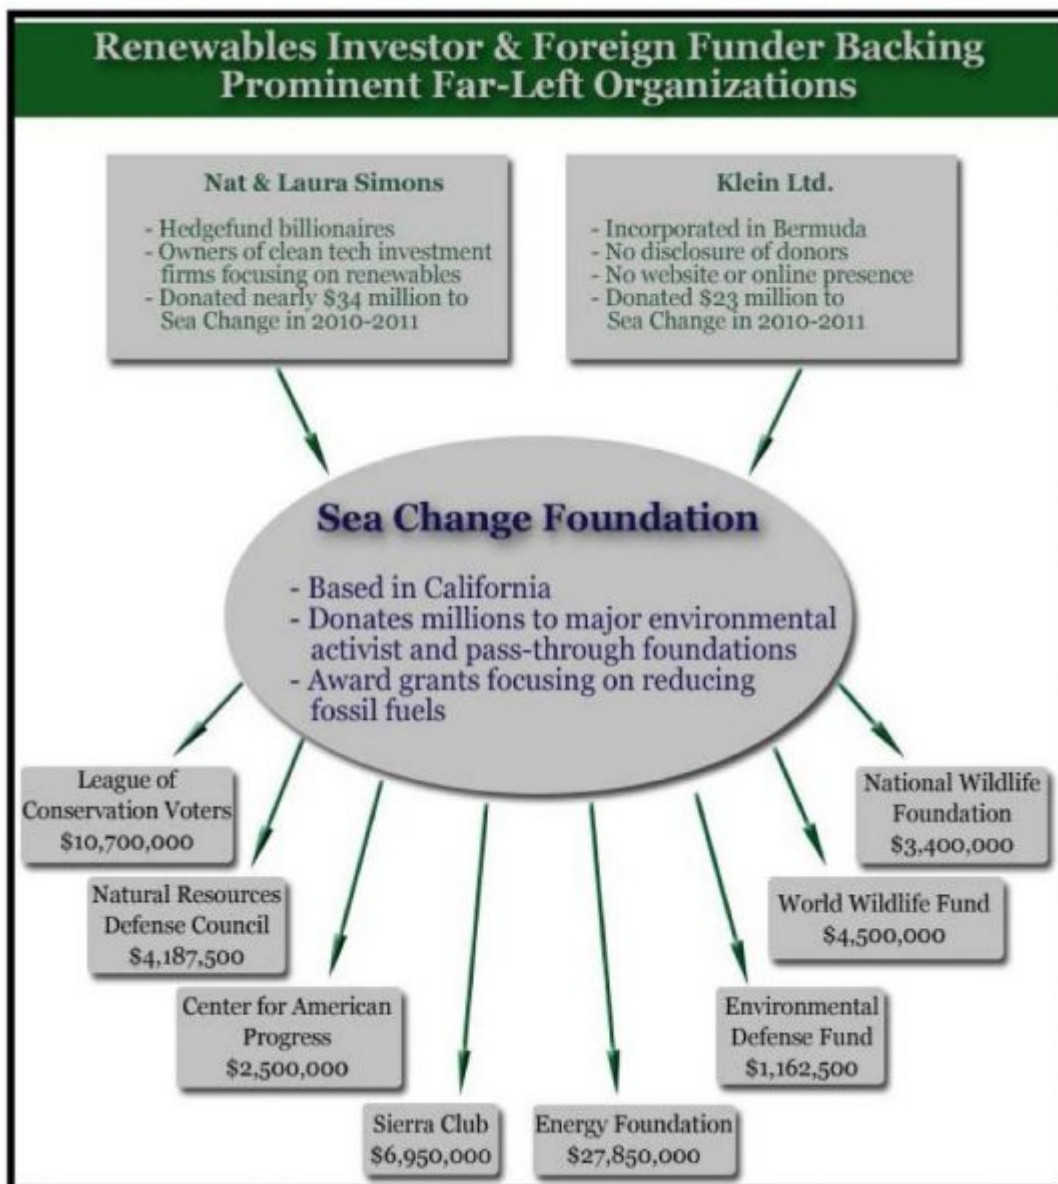 Renewables Investor & Foreign Funder Backing
Prominent Far-Left Organizations
Nat & Laura Simons
- Hedgefund billionaires
- Owners of clean tech investment
firms focusing on renewables
- Donated nearly $34 million to
Sea Change in 2010-2011
Klein Ltd.
- Incorporated in Bermuda
- No disclosure of donors
- No website or online presence
- Donated $23 million to
Sea Change in 2010-2011
Sea Change Foundation
- Based in California
- Donates millions to major environmental
activist and pass-through foundations
- Award grants focusing on reducing
fossil fuels
League of
Conservation Voters
$10,700,000
Natural Resources
Defense Council
$4,187,500
Center for American
Progress
$2,500,000
Sierra Club
$6,950,000
Energy Foundation
$27,850,000
Environmental
Defense Fund
$1,162,500
World Wildlife Fund
$4,500,000
National Wildlife
Foundation
$3,400,000